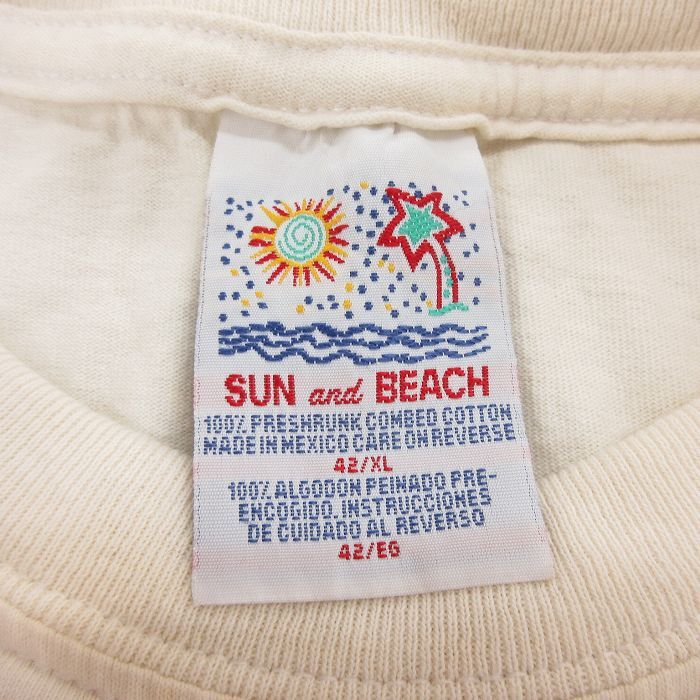 SUN and BEACH
100% PRESHRUNK COMBED COTTON
MADE IN MEXICO CARE ON REVERSE
42/XL
100% ALGODON PEINADO PRE-
ENCOGIDO. INSTRUCCIONES
DE CUIDADO AL REVERSO
42/EG